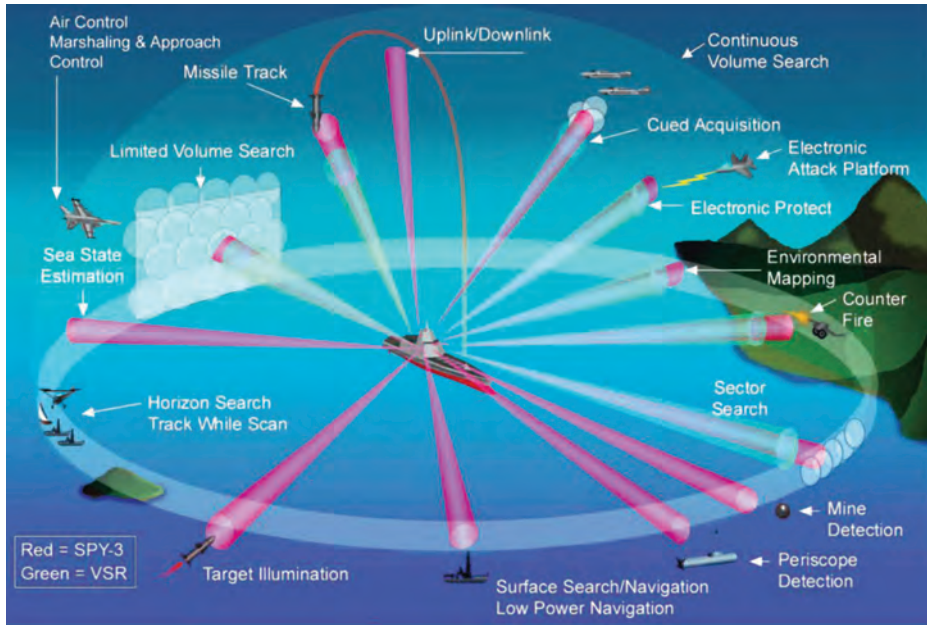 Air Control
Marshaling & Approach
Control
Uplink/Downlink
Continuous
Volume Search
Missile Track
Cued Acquisition
Limited Volume Search
Electronic
Attack Platform
Electronic Protect
Sea State
Estimation
Environmental
Mapping
Counter
Fire
Horizon Search
Track While Scan
Sector
Search
Mine
Detection
Red = SPY-3
Green = VSR
Target Illumination
Surface Search/Navigation
Low Power Navigation
Periscope
Detection